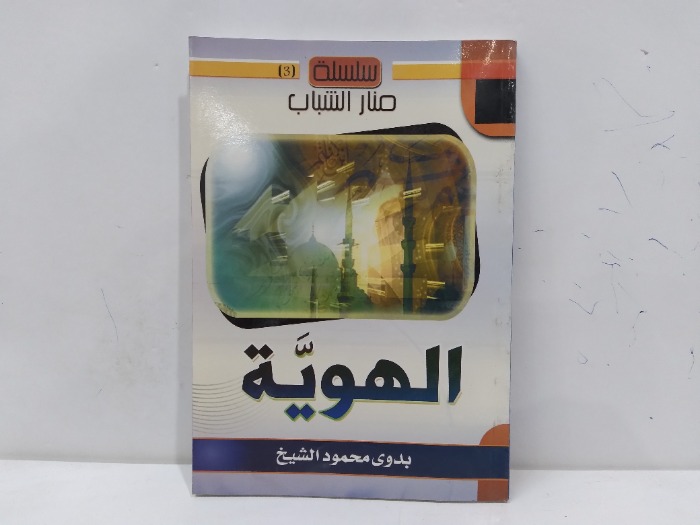 سلسلة
(3)
منار الشباب
الهويَّة
بدوى محمود الشيخ